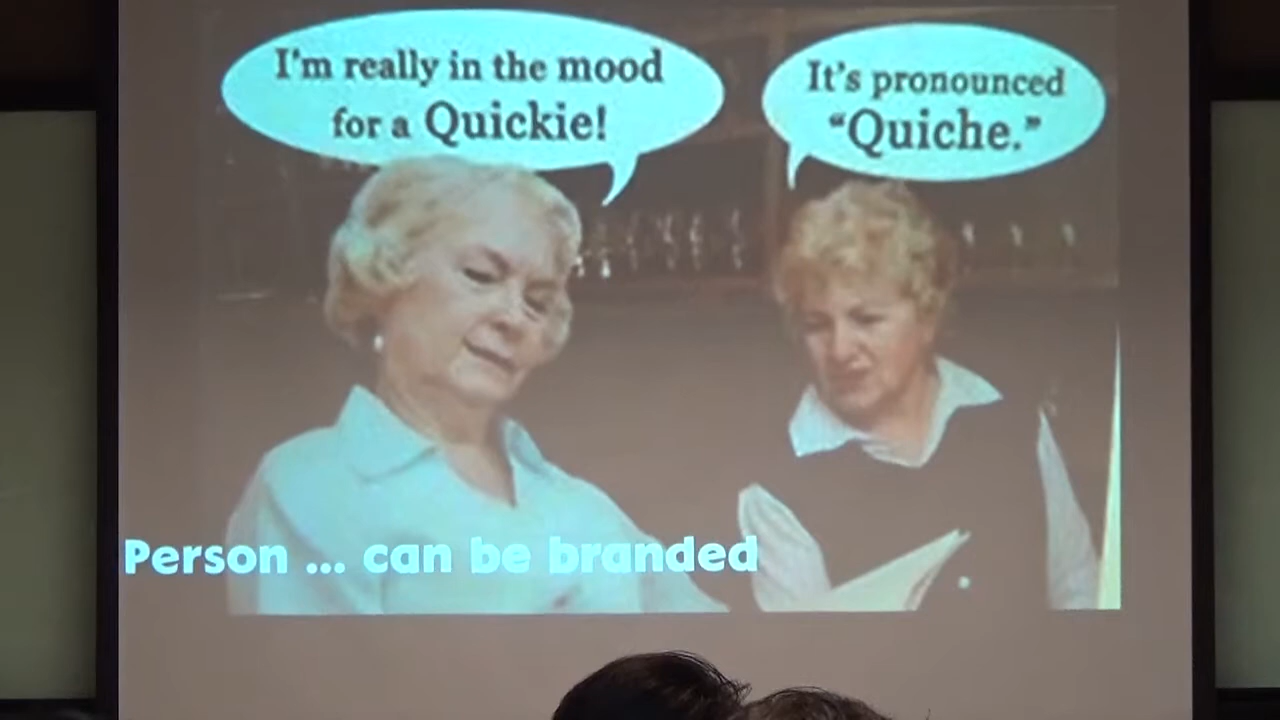 I'm really in the mood
for a Quickie!
It's pronounced
"Quiche."
Person ... can be branded